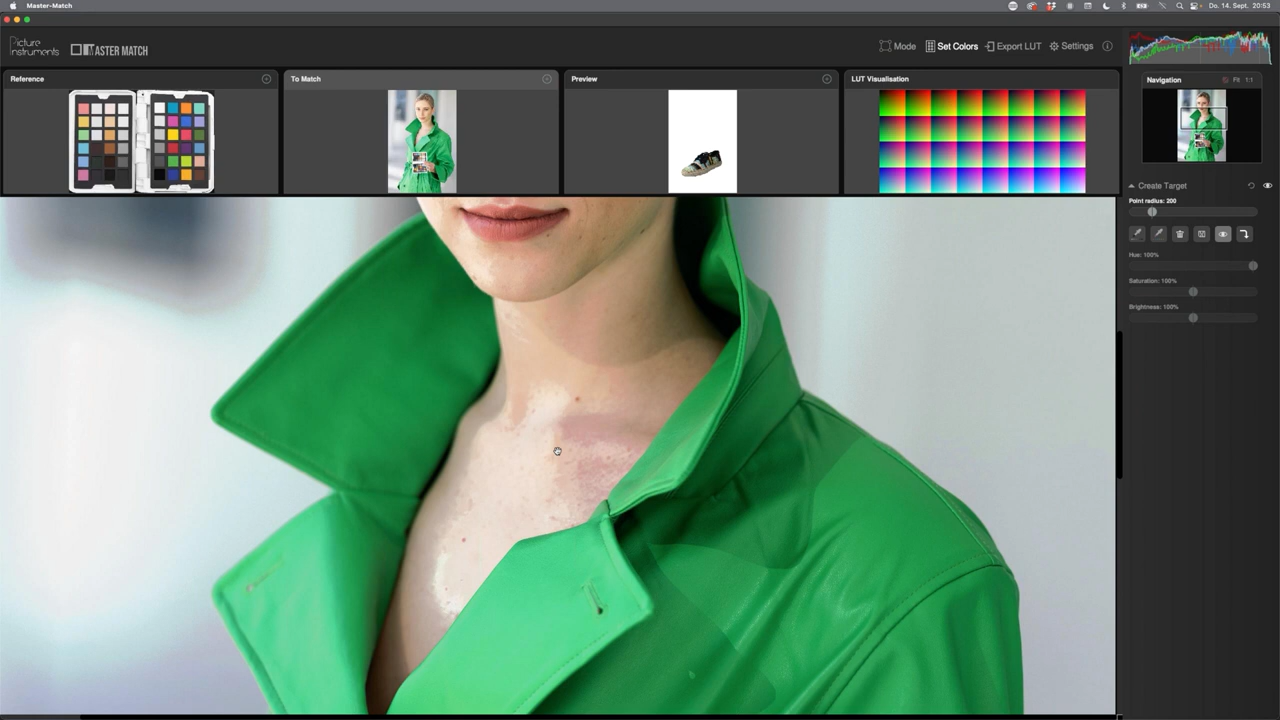 Master-Match
Do. 14. Sept. 20:53
Picture
Instruments
MASTER MATCH
Mode
Set Colors
Export LUT
Settings
Reference
To Match
Preview
LUT Visualisation
Navigation
Fit
1:1
Create Target
Point radius: 200
Hue: 100%
Saturation: 100%
Brightness: 100%